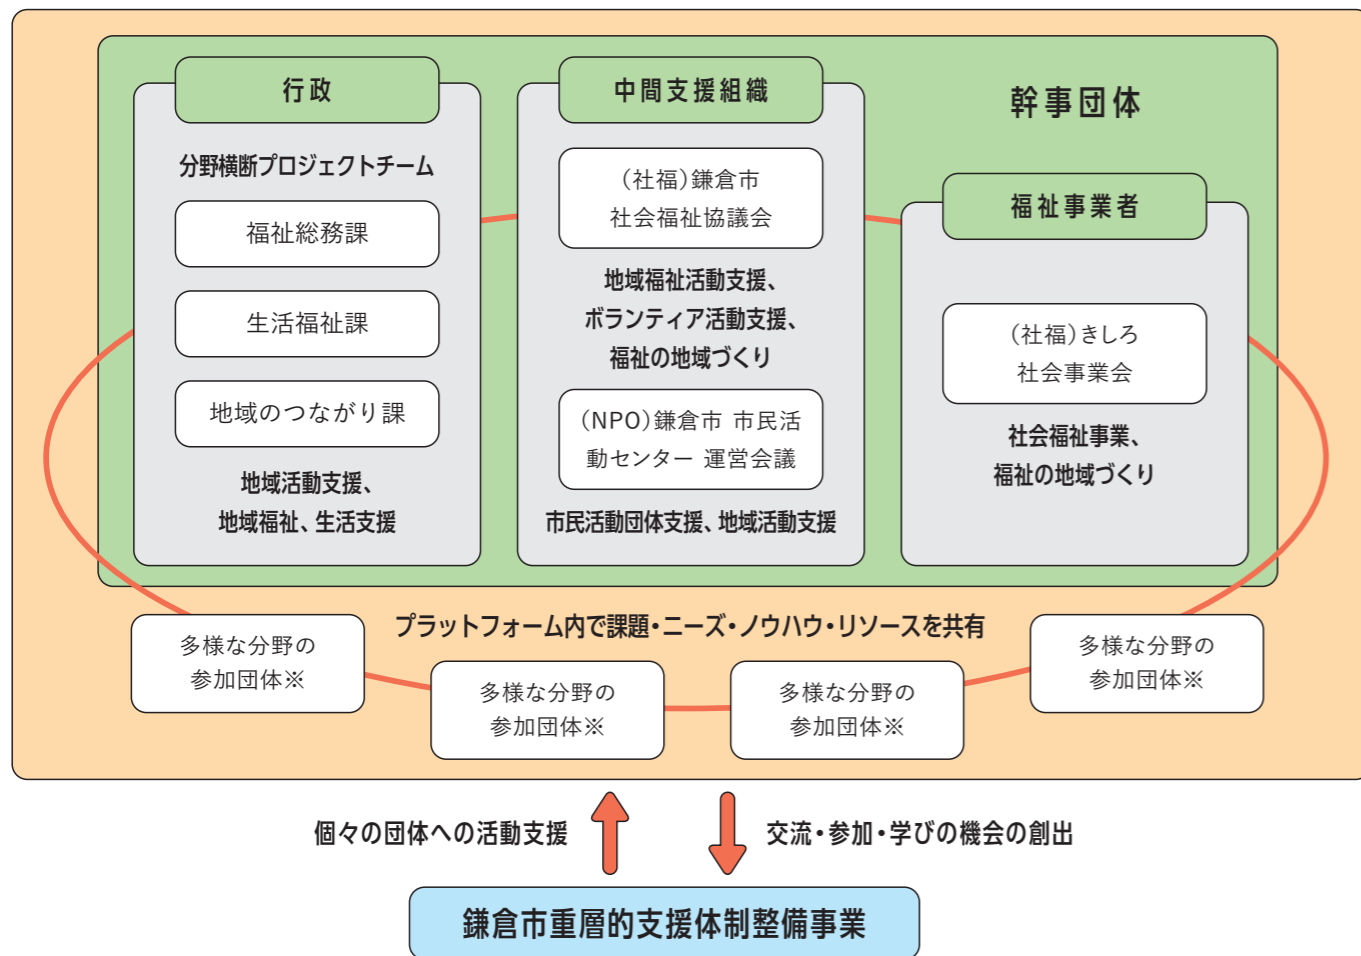 幹事団体
行政
分野横断プロジェクトチーム
福祉総務課
生活福祉課
地域のつながり課
地域活動支援、
地域福祉、生活支援
中間支援組織
(社福)鎌倉市
社会福祉協議会
地域福祉活動支援、
ボランティア活動支援、
福祉の地域づくり
(NPO)鎌倉市 市民活
動センター 運営会議
市民活動団体支援、地域活動支援
福祉事業者
(社福)きしろ
社会事業会
社会福祉事業、
福祉の地域づくり
プラットフォーム内で課題・ニーズ・ノウハウ・リソースを共有
多様な分野の
参加団体※
多様な分野の
参加団体※
多様な分野の
参加団体※
多様な分野の
参加団体※
個々の団体への活動支援
交流・参加・学びの機会の創出
鎌倉市重層的支援体制整備事業